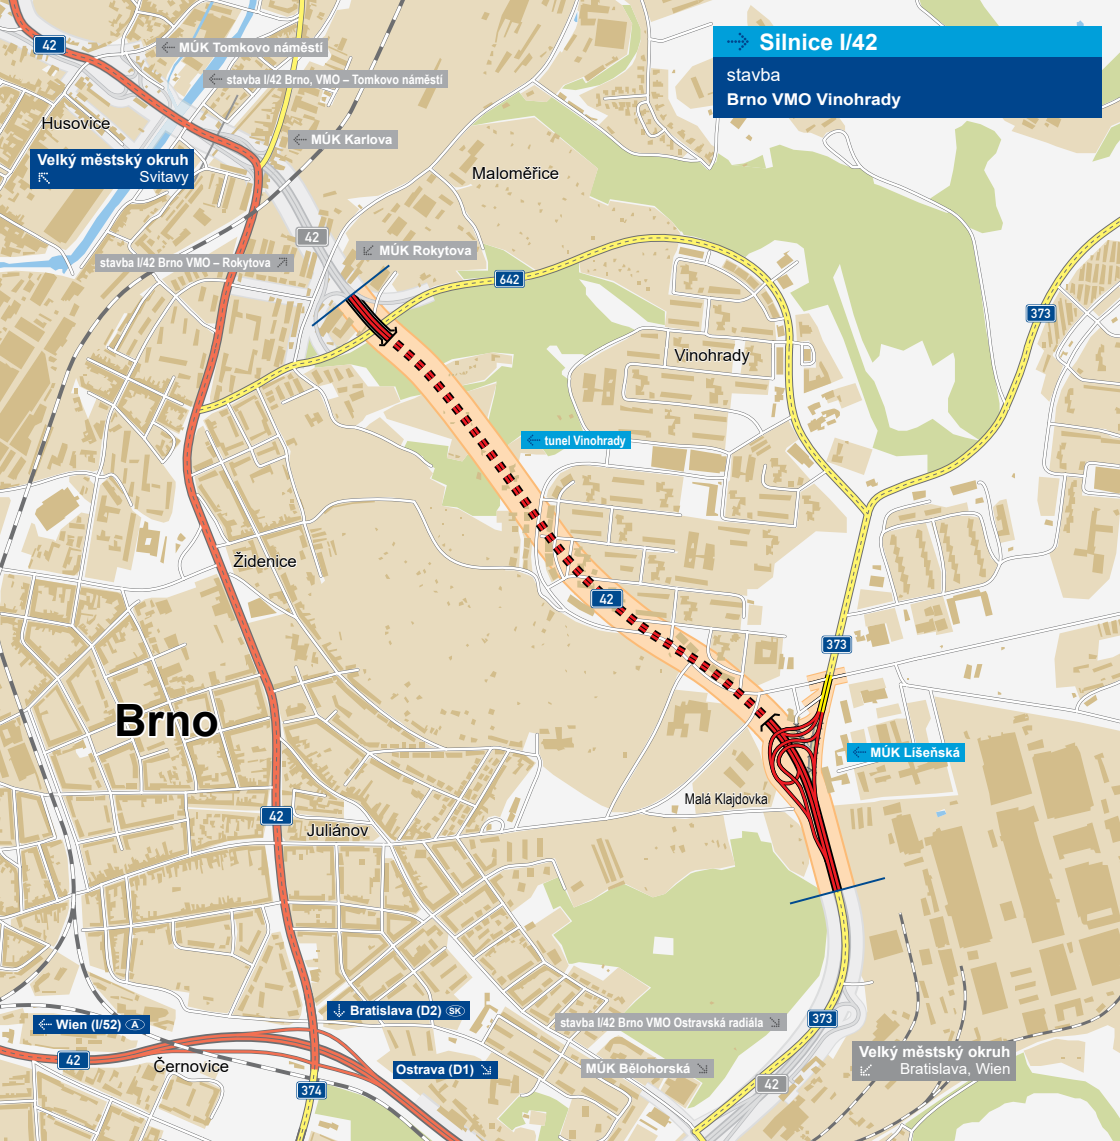 42
MÚK Tomkovo náměstí
stavba I/42 Brno, VMO – Tomkovo náměstí
Silnice I/42
stavba
Brno VMO Vinohrady
Husovice
MÚK Karlova
Velký městský okruh
Svitavy
Maloměřice
42
MÚK Rokytova
stavba I/42 Brno VMO – Rokytova
642
373
Vinohrady
tunel Vinohrady
Židenice
42
373
Brno
MÚK Líšeňská
Malá Klajdovka
42
Juliánov
Bratislava (D2) SK
Wien (I/52) A
stavba I/42 Brno VMO Ostravská radiála
373
42
Černovice
Ostrava (D1)
MÚK Bělohorská
Velký městský okruh
Bratislava, Wien
374
42